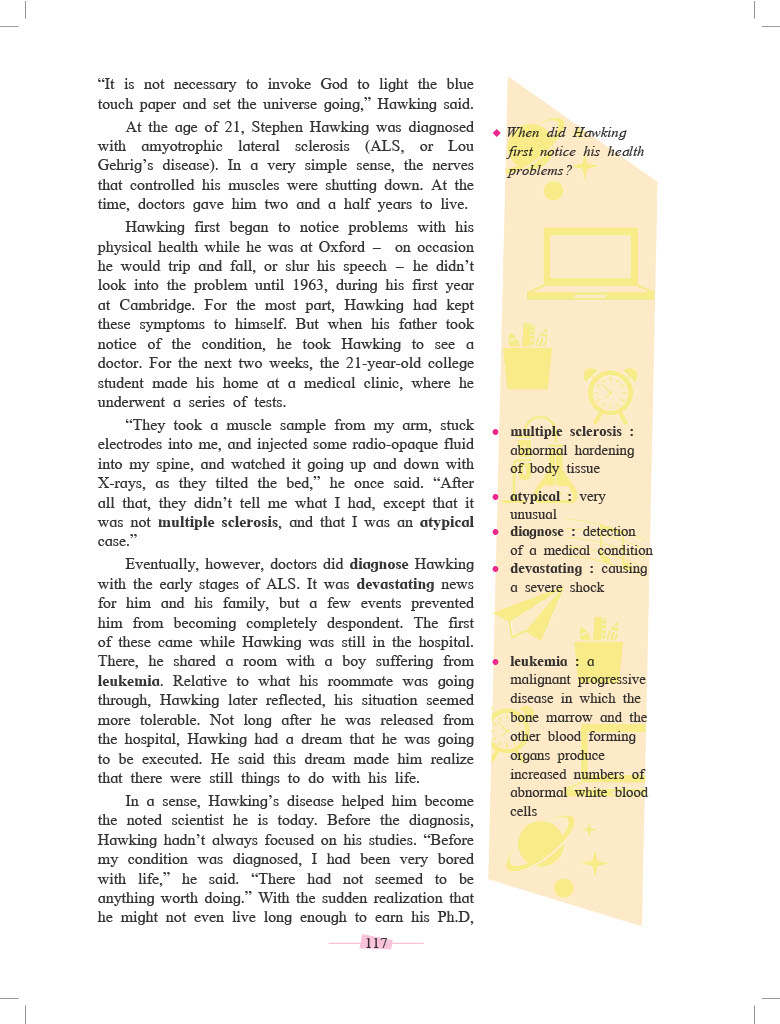 “It is not necessary to invoke God to light the blue
touch paper and set the universe going,” Hawking said.
At the age of 21, Stephen Hawking was diagnosed
with amyotrophic lateral sclerosis (ALS, or Lou
Gehrig’s disease). In a very simple sense, the nerves
that controlled his muscles were shutting down. At the
time, doctors gave him two and a half years to live.
Hawking first began to notice problems with his
physical health while he was at Oxford – on occasion
he would trip and fall, or slur his speech – he didn’t
look into the problem until 1963, during his first year
at Cambridge. For the most part, Hawking had kept
these symptoms to himself. But when his father took
notice of the condition, he took Hawking to see a
doctor. For the next two weeks, the 21-year-old college
student made his home at a medical clinic, where he
underwent a series of tests.
“They took a muscle sample from my arm, stuck
electrodes into me, and injected some radio-opaque fluid
into my spine, and watched it going up and down with
X-rays, as they tilted the bed,” he once said. “After
all that, they didn’t tell me what I had, except that it
was not multiple sclerosis, and that I was an atypical
case.”
Eventually, however, doctors did diagnose Hawking
with the early stages of ALS. It was devastating news
for him and his family, but a few events prevented
him from becoming completely despondent. The first
of these came while Hawking was still in the hospital.
There, he shared a room with a boy suffering from
leukemia. Relative to what his roommate was going
through, Hawking later reflected, his situation seemed
more tolerable. Not long after he was released from
the hospital, Hawking had a dream that he was going
to be executed. He said this dream made him realize
that there were still things to do with his life.
In a sense, Hawking’s disease helped him become
the noted scientist he is today. Before the diagnosis,
Hawking hadn’t always focused on his studies. “Before
my condition was diagnosed, I had been very bored
with life,” he said. “There had not seemed to be
anything worth doing.” With the sudden realization that
he might not even live long enough to earn his Ph.D,
◆ When did Hawking
first notice his health
problems?
• multiple sclerosis :
abnormal hardening
of body tissue
• atypical : very
unusual
• diagnose : detection
of a medical condition
• devastating : causing
a severe shock
• leukemia : a
malignant progressive
disease in which the
bone marrow and the
other blood forming
organs produce
increased numbers of
abnormal white blood
cells
117